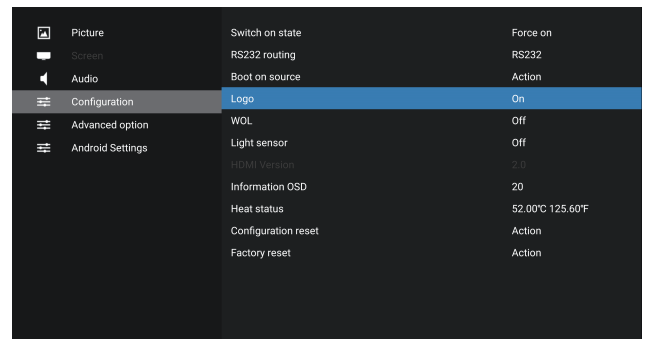 Picture
Screen
Audio
Configuration
Advanced option
Android Settings
Switch on state Force on
RS232 routing RS232
Boot on source Action
Logo On
WOL Off
Light sensor Off
HDMI Version 2.0
Information OSD 20
Heat status 52.00°C 125.60°F
Configuration reset Action
Factory reset Action